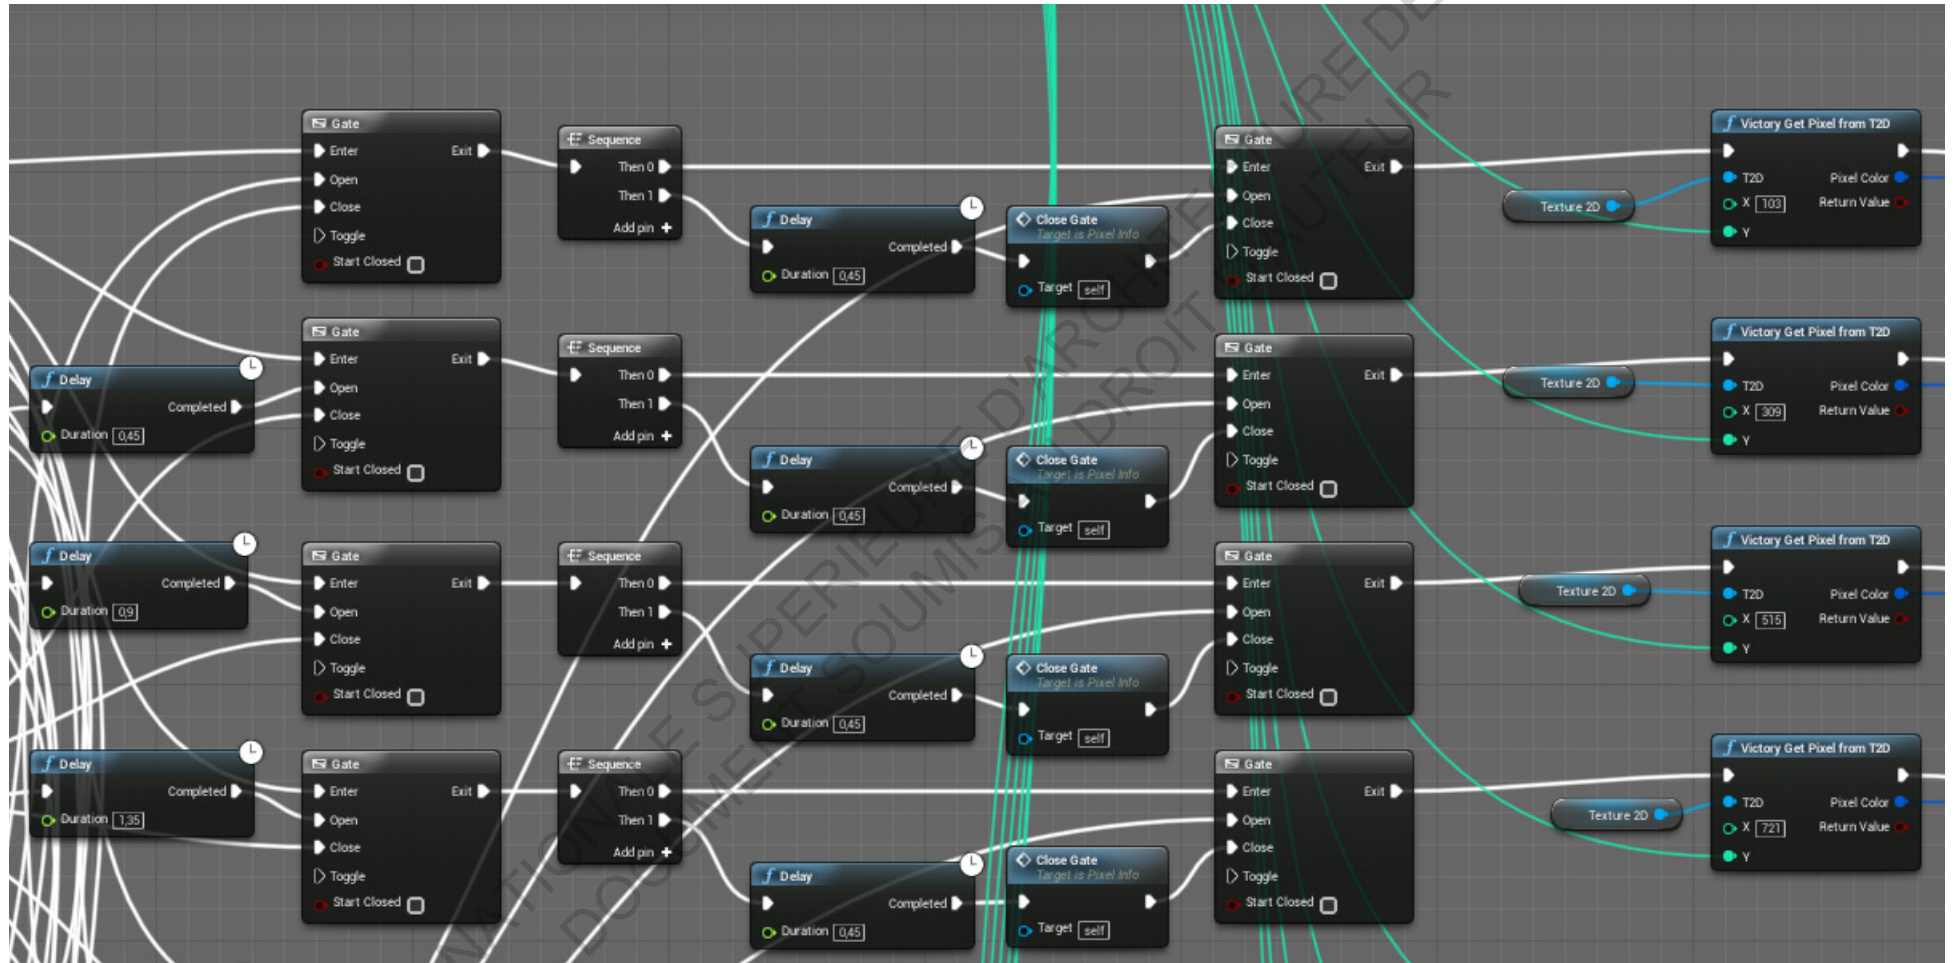 Gate
Enter Exit
Open
Close
Toggle
Start Closed
Sequence
Then 0
Then 1
Add pin +
Delay
Completed
Duration 0,45
Close Gate
Target is Pixel Info
Target self
Gate
Enter Exit
Open
Close
Toggle
Start Closed
Texture 2D
Victory Get Pixel from T2D
T2D Pixel Color
X 103 Return Value
Y
Delay
Completed
Duration 0,45
Gate
Enter Exit
Open
Close
Toggle
Start Closed
Sequence
Then 0
Then 1
Add pin +
Delay
Completed
Duration 0,45
Close Gate
Target is Pixel Info
Target self
Gate
Enter Exit
Open
Close
Toggle
Start Closed
Texture 2D
Victory Get Pixel from T2D
T2D Pixel Color
X 309 Return Value
Y
Delay
Completed
Duration 0,9
Gate
Enter Exit
Open
Close
Toggle
Start Closed
Sequence
Then 0
Then 1
Add pin +
Delay
Completed
Duration 0,45
Close Gate
Target is Pixel Info
Target self
Gate
Enter Exit
Open
Close
Toggle
Start Closed
Texture 2D
Victory Get Pixel from T2D
T2D Pixel Color
X 515 Return Value
Y
Delay
Completed
Duration 1,35
Gate
Enter Exit
Open
Close
Toggle
Start Closed
Sequence
Then 0
Then 1
Add pin +
Delay
Completed
Duration 0,45
Close Gate
Target is Pixel Info
Target self
Gate
Enter Exit
Open
Close
Toggle
Start Closed
Texture 2D
Victory Get Pixel from T2D
T2D Pixel Color
X 721 Return Value
Y
NATIONALE SUPERIEURE D'ARCHITECTURE DE
DOCUMENT SOUMIS DROIT AUTEUR